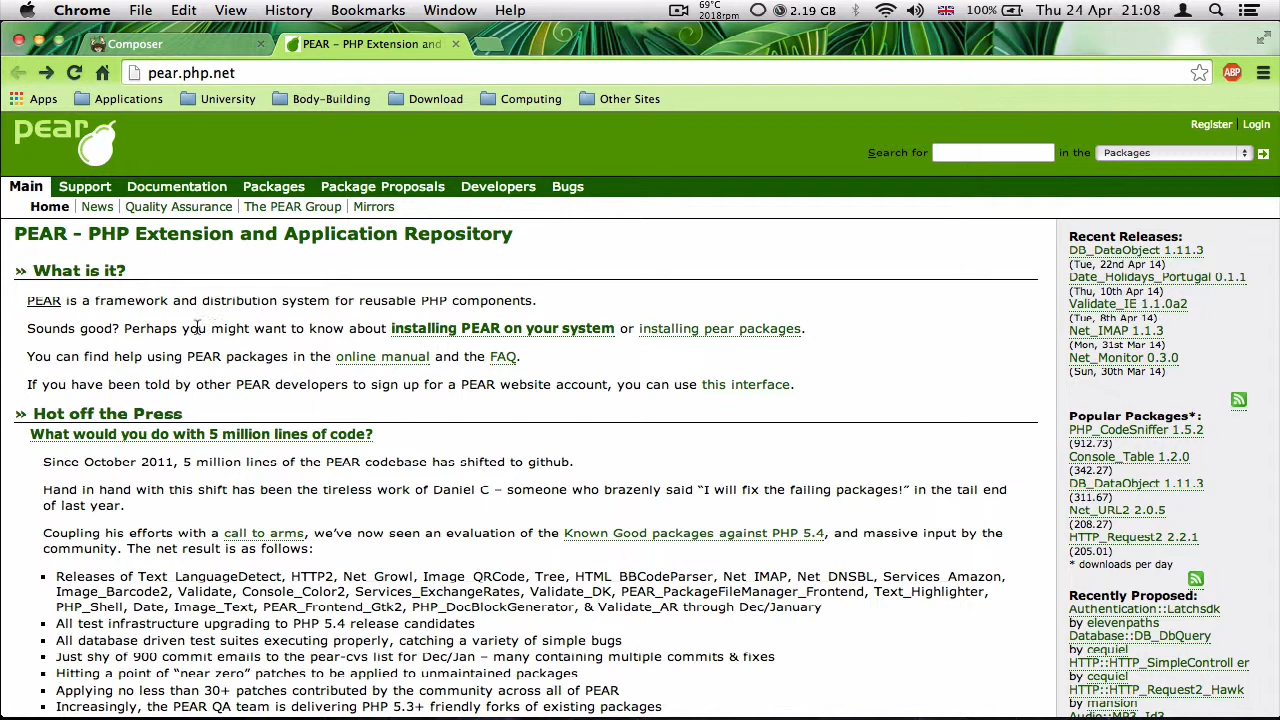 Chrome File Edit View History Bookmarks Window Help 69°C 2018rpm 2.19 GB 100% Thu 24 Apr 21:08
Composer × PEAR – PHP Extension and ×
pear.php.net ABP
Apps Applications University Body-Building Download Computing Other Sites
pear
Register Login
Search for in the Packages
Main Support Documentation Packages Package Proposals Developers Bugs
Home News Quality Assurance The PEAR Group Mirrors
PEAR - PHP Extension and Application Repository
» What is it?
PEAR is a framework and distribution system for reusable PHP components.
Sounds good? Perhaps you might want to know about installing PEAR on your system or installing pear packages.
You can find help using PEAR packages in the online manual and the FAQ.
If you have been told by other PEAR developers to sign up for a PEAR website account, you can use this interface.
» Hot off the Press
What would you do with 5 million lines of code?
Since October 2011, 5 million lines of the PEAR codebase has shifted to github.
Hand in hand with this shift has been the tireless work of Daniel C – someone who brazenly said “I will fix the failing packages!” in the tail end
of last year.
Coupling his efforts with a call to arms, we’ve now seen an evaluation of the Known Good packages against PHP 5.4, and massive input by the
community. The net result is as follows:
Releases of Text_LanguageDetect, HTTP2, Net_Growl, Image_QRCode, Tree, HTML_BBCodeParser, Net_IMAP, Net_DNSBL, Services_Amazon,
Image_Barcode2, Validate, Console_Color2, Services_ExchangeRates, Validate_DK, PEAR_PackageFileManager_Frontend, Text_Highlighter,
PHP_Shell, Date, Image_Text, PEAR_Frontend_Gtk2, PHP_DocBlockGenerator, & Validate_AR through Dec/January
All test infrastructure upgrading to PHP 5.4 release candidates
All database driven test suites executing properly, catching a variety of simple bugs
Just shy of 900 commit emails to the pear-cvs list for Dec/Jan – many containing multiple commits & fixes
Hitting a point of “near zero” patches to be applied to unmaintained packages
Applying no less than 30+ patches contributed by the community across all of PEAR
Increasingly, the PEAR QA team is delivering PHP 5.3+ friendly forks of existing packages
Recent Releases:
DB_DataObject 1.11.3
(Tue, 22nd Apr 14)
Date_Holidays_Portugal 0.1.1
(Thu, 10th Apr 14)
Validate_IE 1.1.0a2
(Tue, 8th Apr 14)
Net_IMAP 1.1.3
(Mon, 31st Mar 14)
Net_Monitor 0.3.0
(Sun, 30th Mar 14)
Popular Packages*:
PHP_CodeSniffer 1.5.2
(912.73)
Console_Table 1.2.0
(342.27)
DB_DataObject 1.11.3
(311.67)
Net_URL2 2.0.5
(208.27)
HTTP_Request2 2.2.1
(205.01)
* downloads per day
Recently Proposed:
Authentication::Latchsdk
by elevenpaths
Database::DB_DbQuery
by cequiel
HTTP::HTTP_SimpleControll er
by cequiel
HTTP::HTTP_Request2_Hawk
by mansion
Audio::MP3_Id3